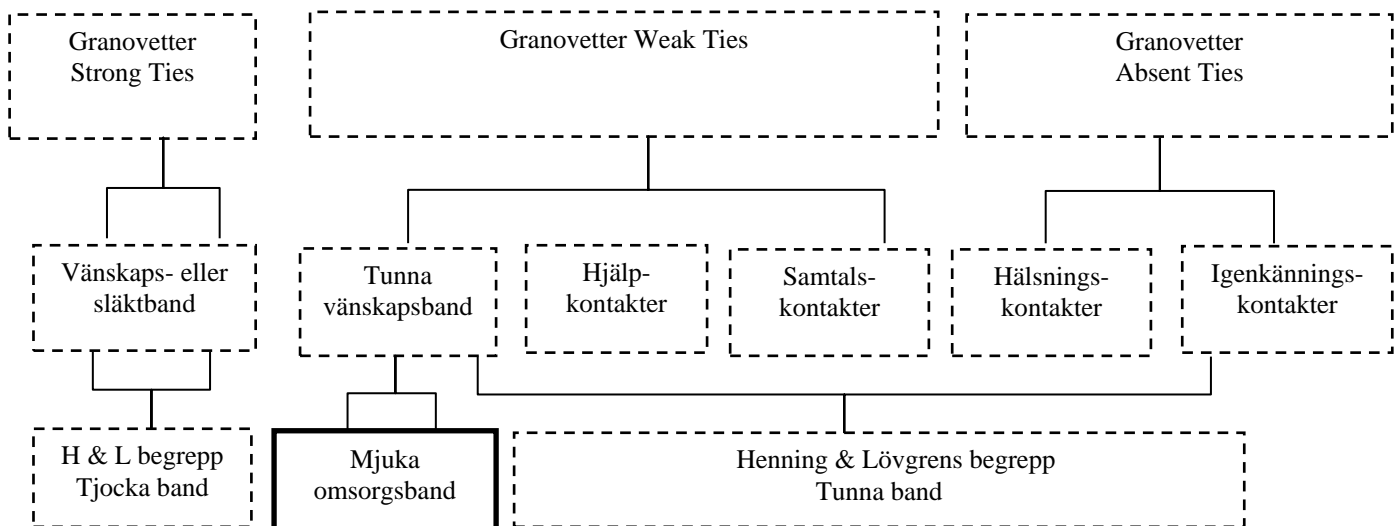 Granovetter
Strong Ties
Granovetter Weak Ties
Granovetter
Absent Ties
Vänskaps- eller
släktband
Tunna
vänskapsband
Hjälp-
kontakter
Samtals-
kontakter
Hälsnings-
kontakter
Igenkännings-
kontakter
H & L begrepp
Tjocka band
Mjuka
omsorgsband
Henning & Lövgrens begrepp
Tunna band